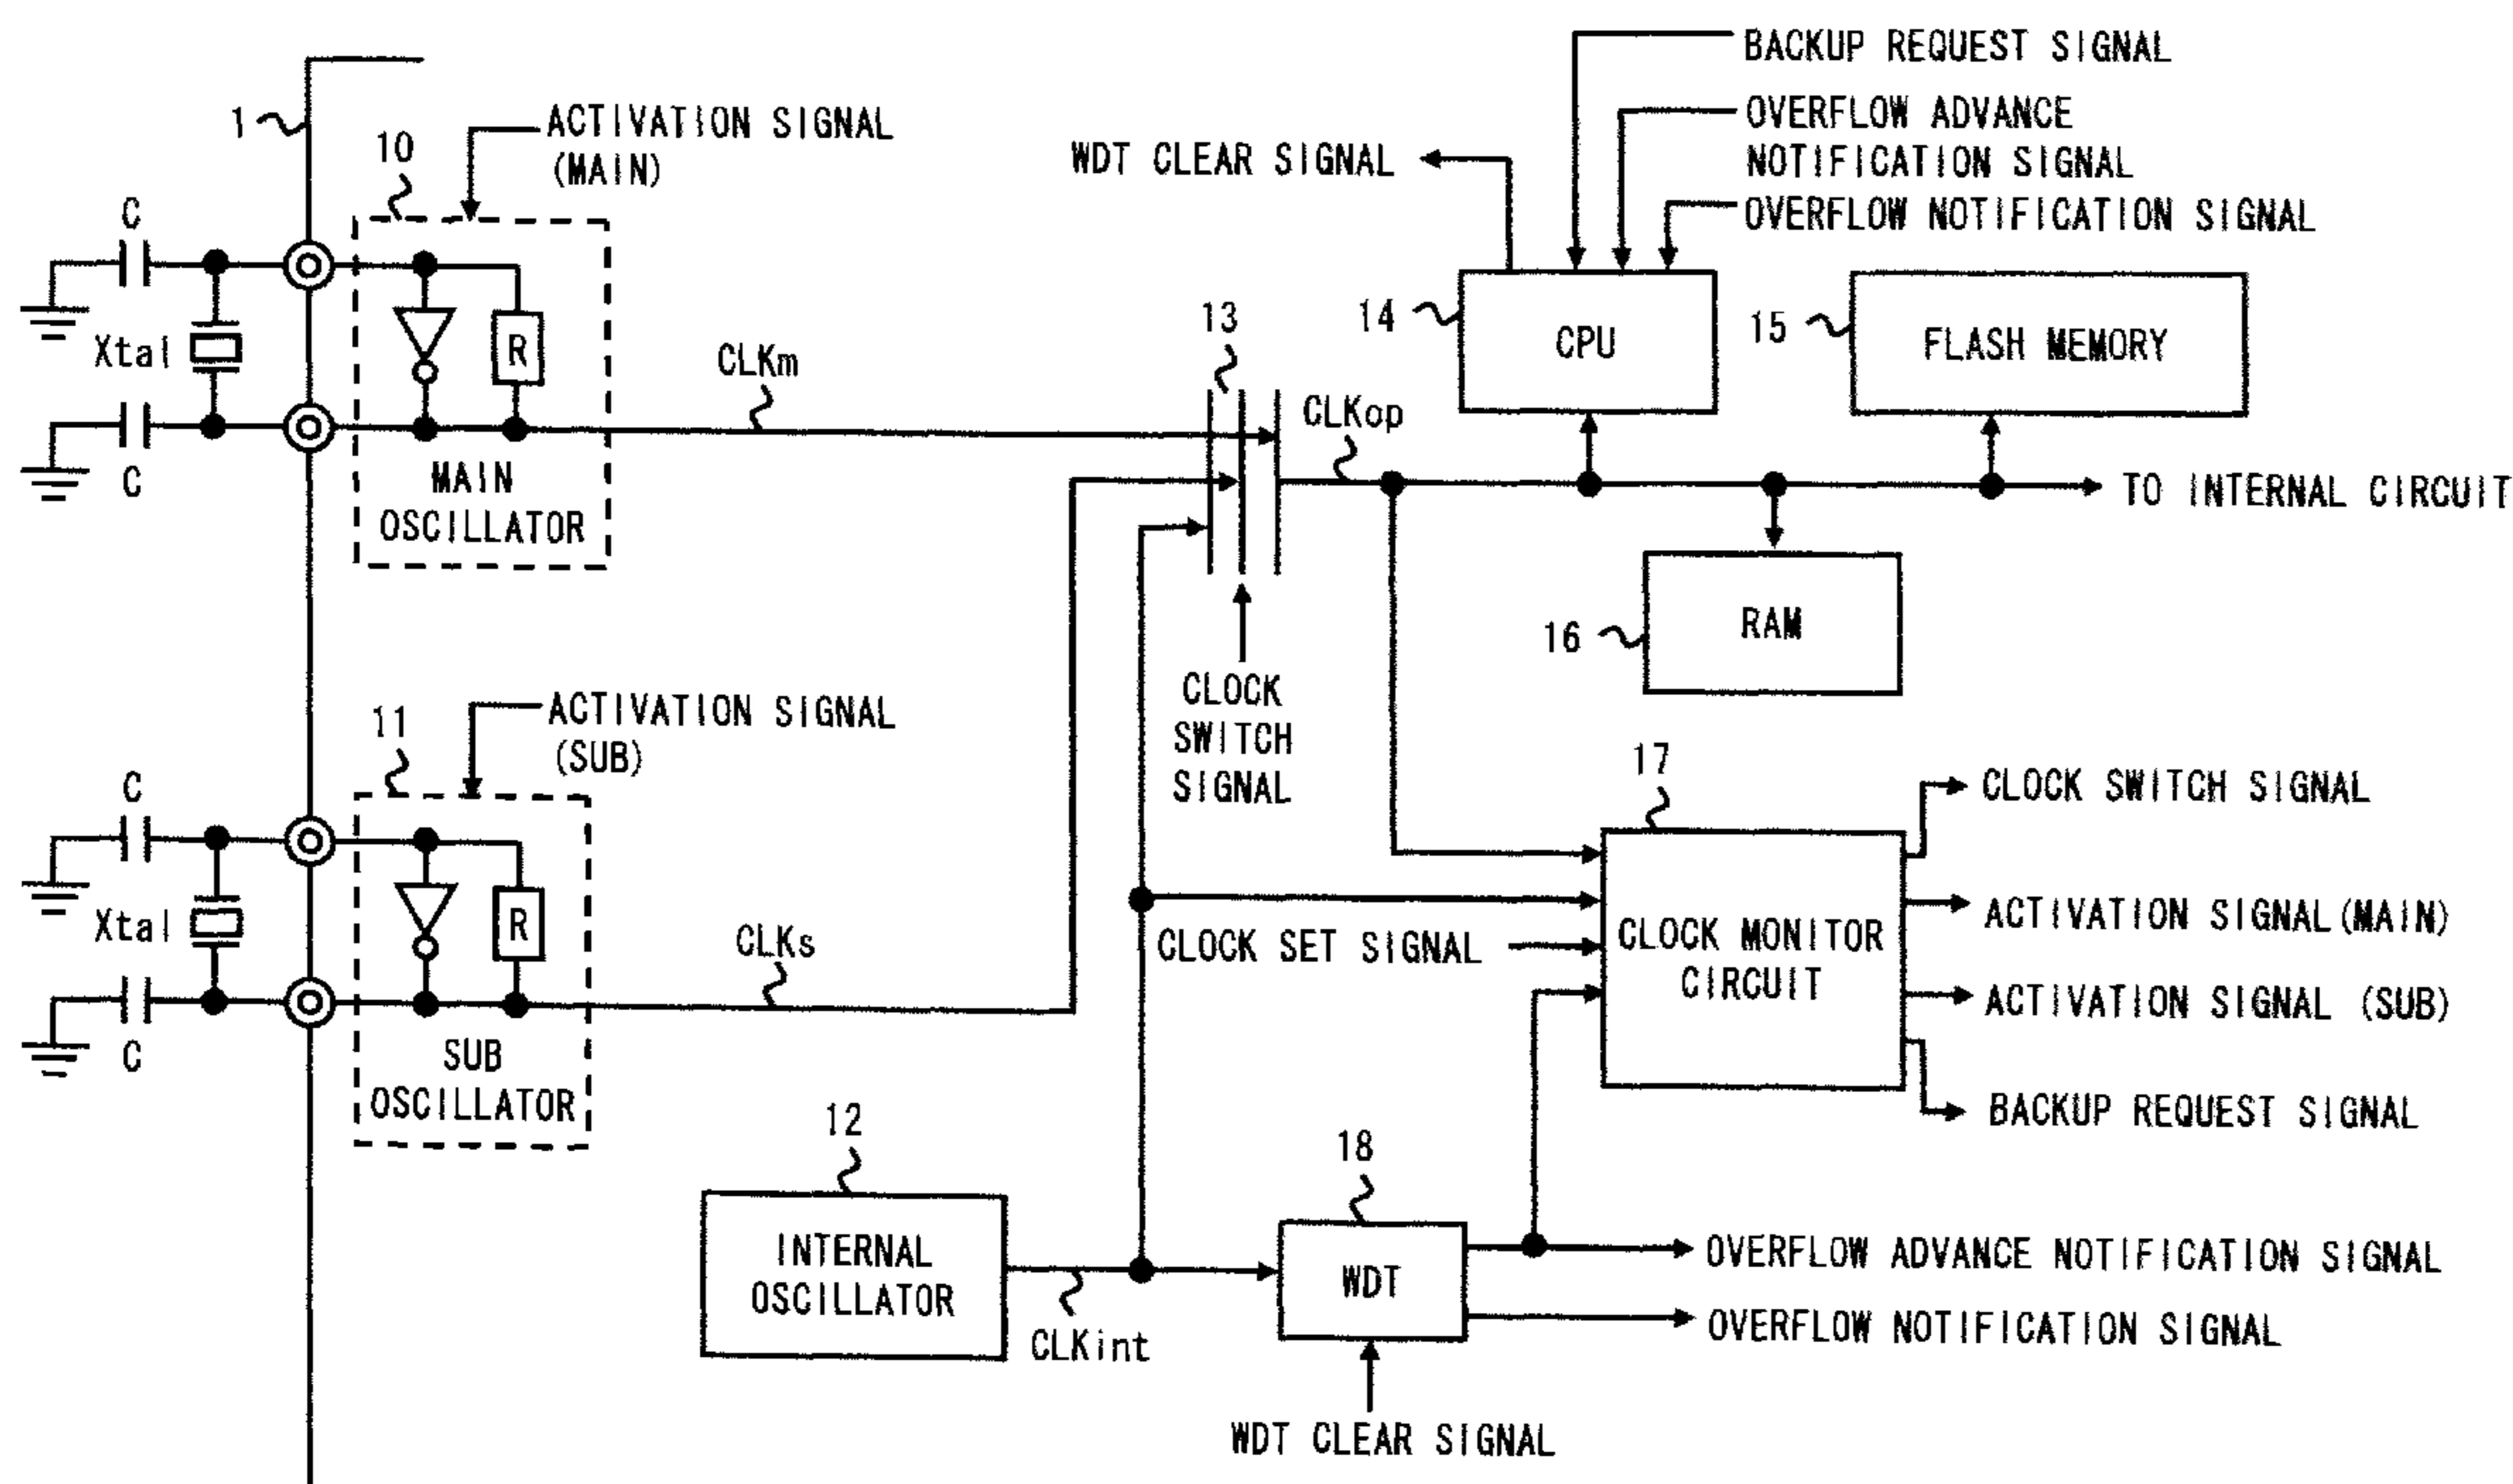 BACKUP REQUEST SIGNAL
OVERFLOW ADVANCE
NOTIFICATION SIGNAL
OVERFLOW NOTIFICATION SIGNAL
WDT CLEAR SIGNAL
1
10
ACTIVATION SIGNAL
(MAIN)
C
Xtal
C
R
MAIN
OSCILLATOR
CLKm
13
CLKop
14
CPU
15
FLASH MEMORY
TO INTERNAL CIRCUIT
16
RAM
CLOCK
SWITCH
SIGNAL
11
ACTIVATION SIGNAL
(SUB)
C
Xtal
C
R
SUB
OSCILLATOR
CLKs
17
CLOCK SET SIGNAL
CLOCK MONITOR
CIRCUIT
CLOCK SWITCH SIGNAL
ACTIVATION SIGNAL(MAIN)
ACTIVATION SIGNAL (SUB)
BACKUP REQUEST SIGNAL
12
INTERNAL
OSCILLATOR
CLKint
18
WDT
OVERFLOW ADVANCE NOTIFICATION SIGNAL
OVERFLOW NOTIFICATION SIGNAL
WDT CLEAR SIGNAL